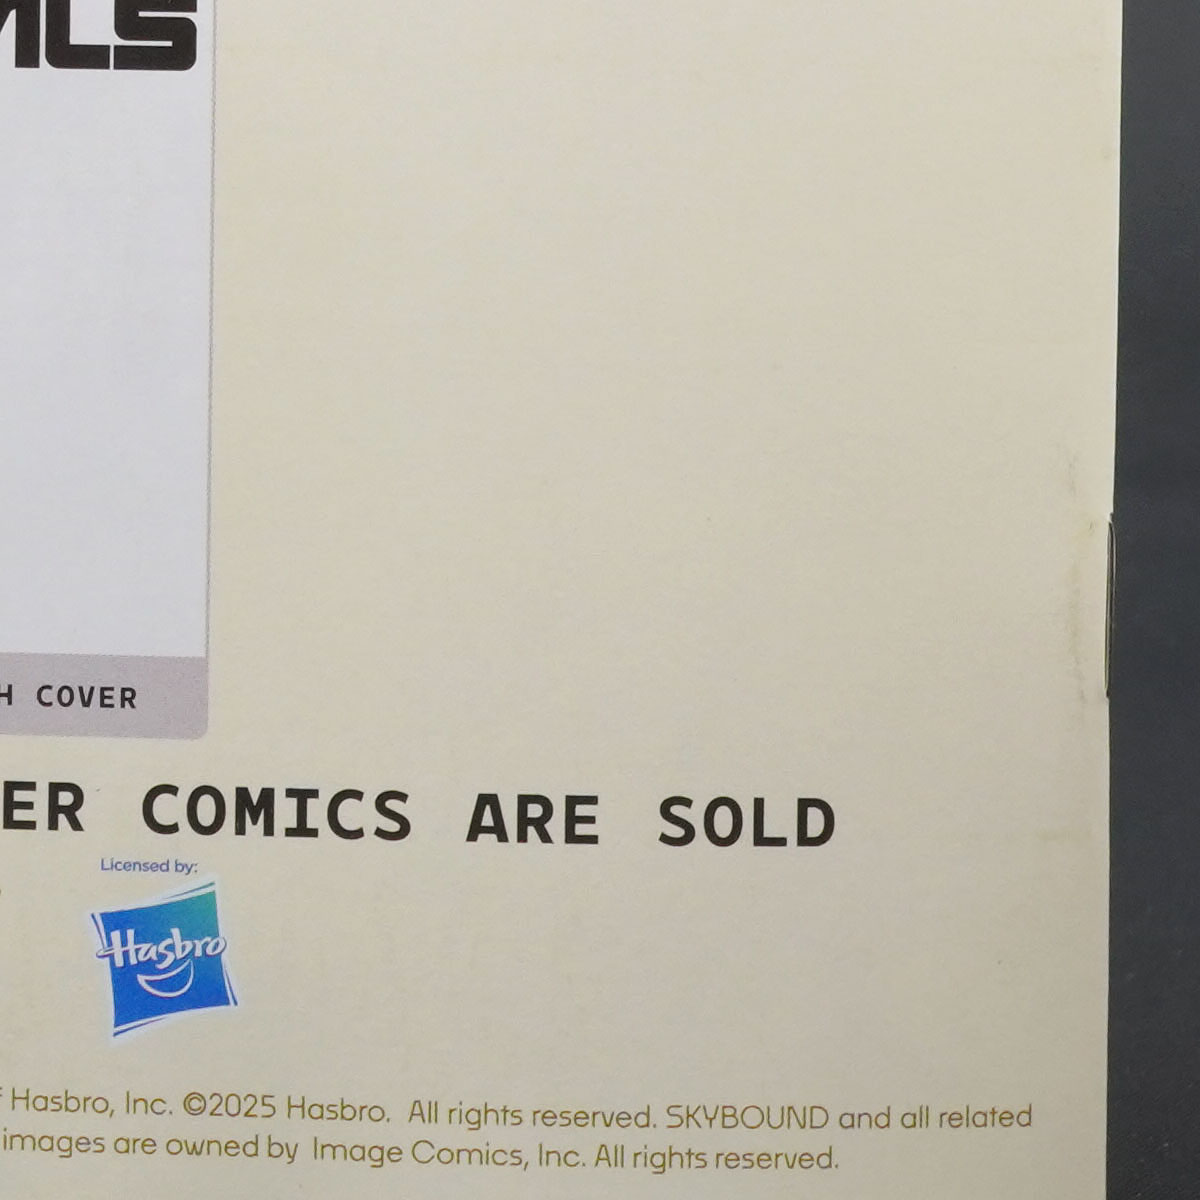 COVER
COMICS ARE SOLD
Licensed by:
Hasbro
Hasbro, Inc. ©2025 Hasbro. All rights reserved. SKYBOUND and all related
images are owned by Image Comics, Inc. All rights reserved.